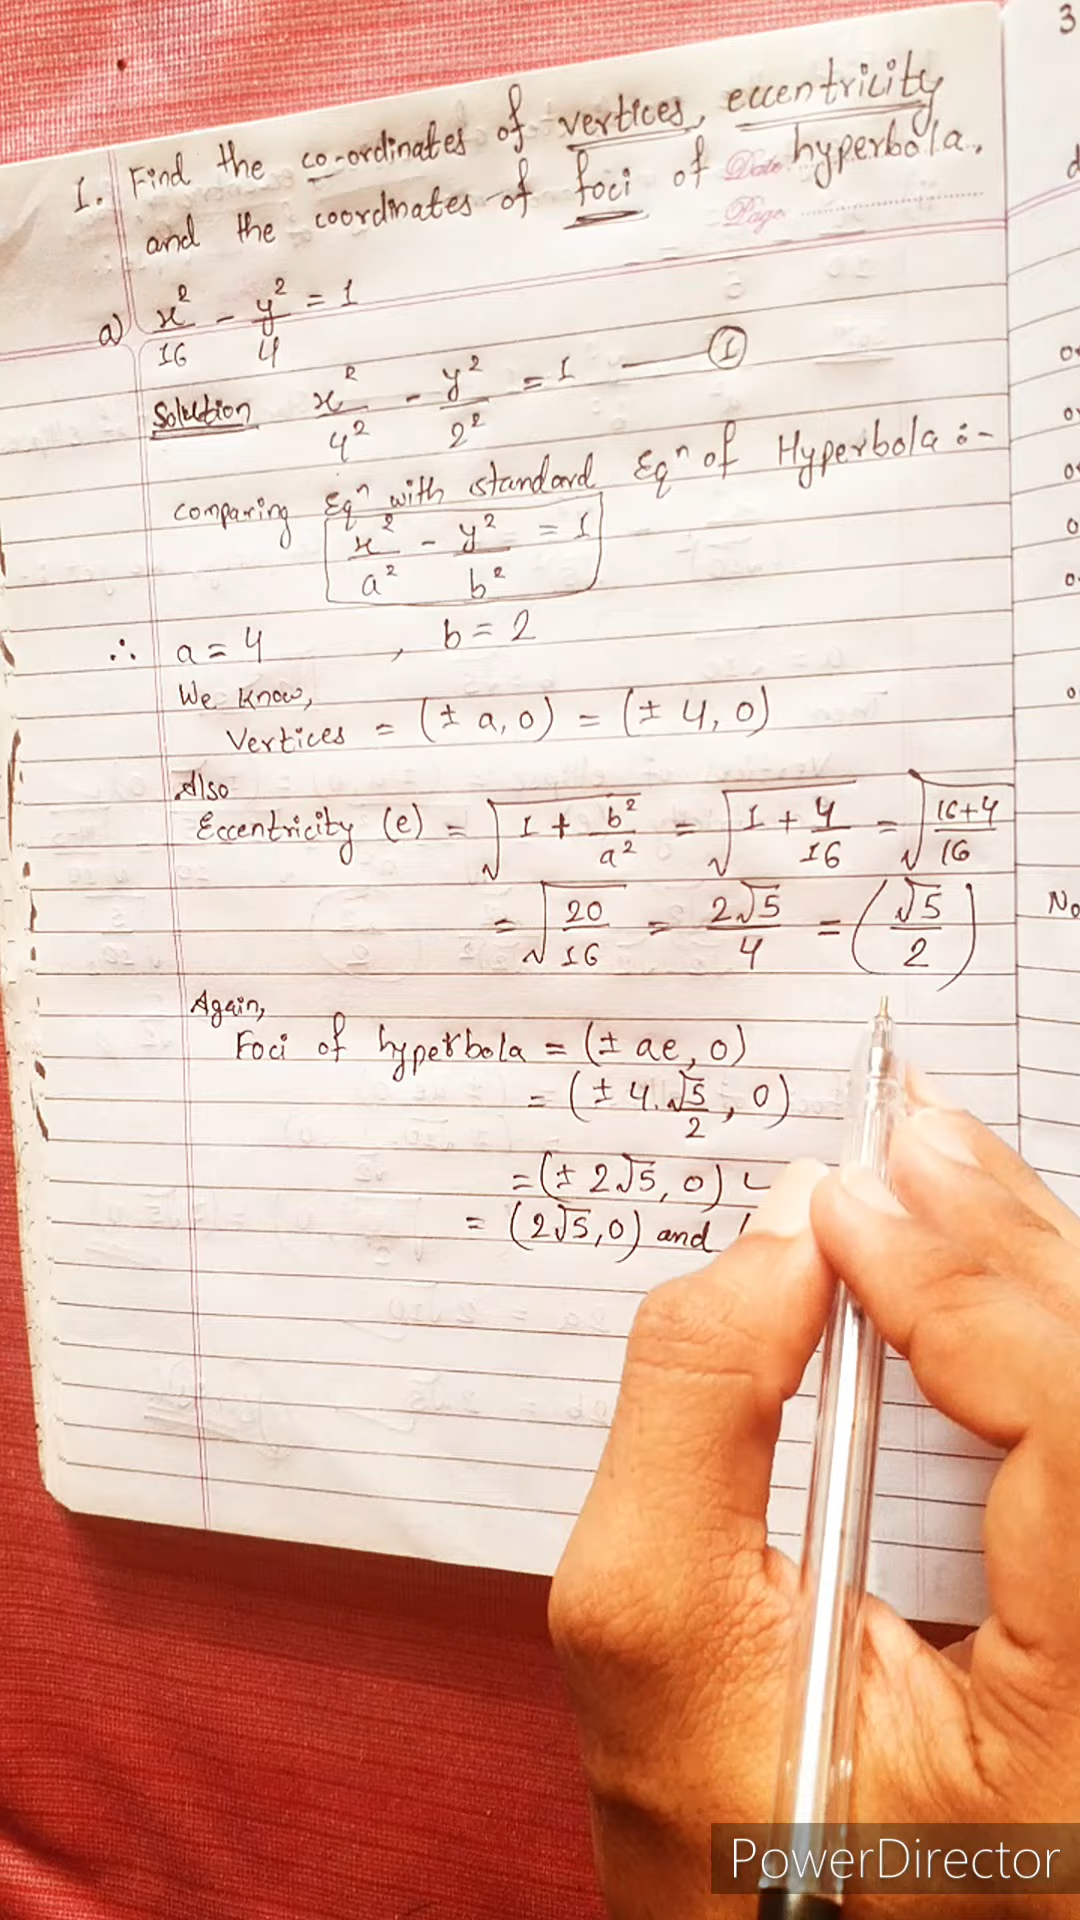 1. Find the co-ordinates of vertices, eccentricity
and the coordinates of foci of hyperbola.
Date
Page
a) x²/16 - y²/4 = 1
Solution x²/4² - y²/2² = 1 —— (1)
comparing Eqⁿ with standard Eqⁿ of Hyperbola :-
x²/a² - y²/b² = 1
∴ a = 4 , b = 2
We know,
Vertices = (± a, 0) = (± 4, 0)
Also
Eccentricity (e) = √(1 + b²/a²) = √(1 + 4/16) = √((16+4)/16)
= √(20/16) = 2√5/4 = (√5/2)
Again,
Foci of hyperbola = (± ae, 0)
= (± 4.√5/2, 0)
= (± 2√5, 0)
= (2√5, 0) and (
3
No
PowerDirector